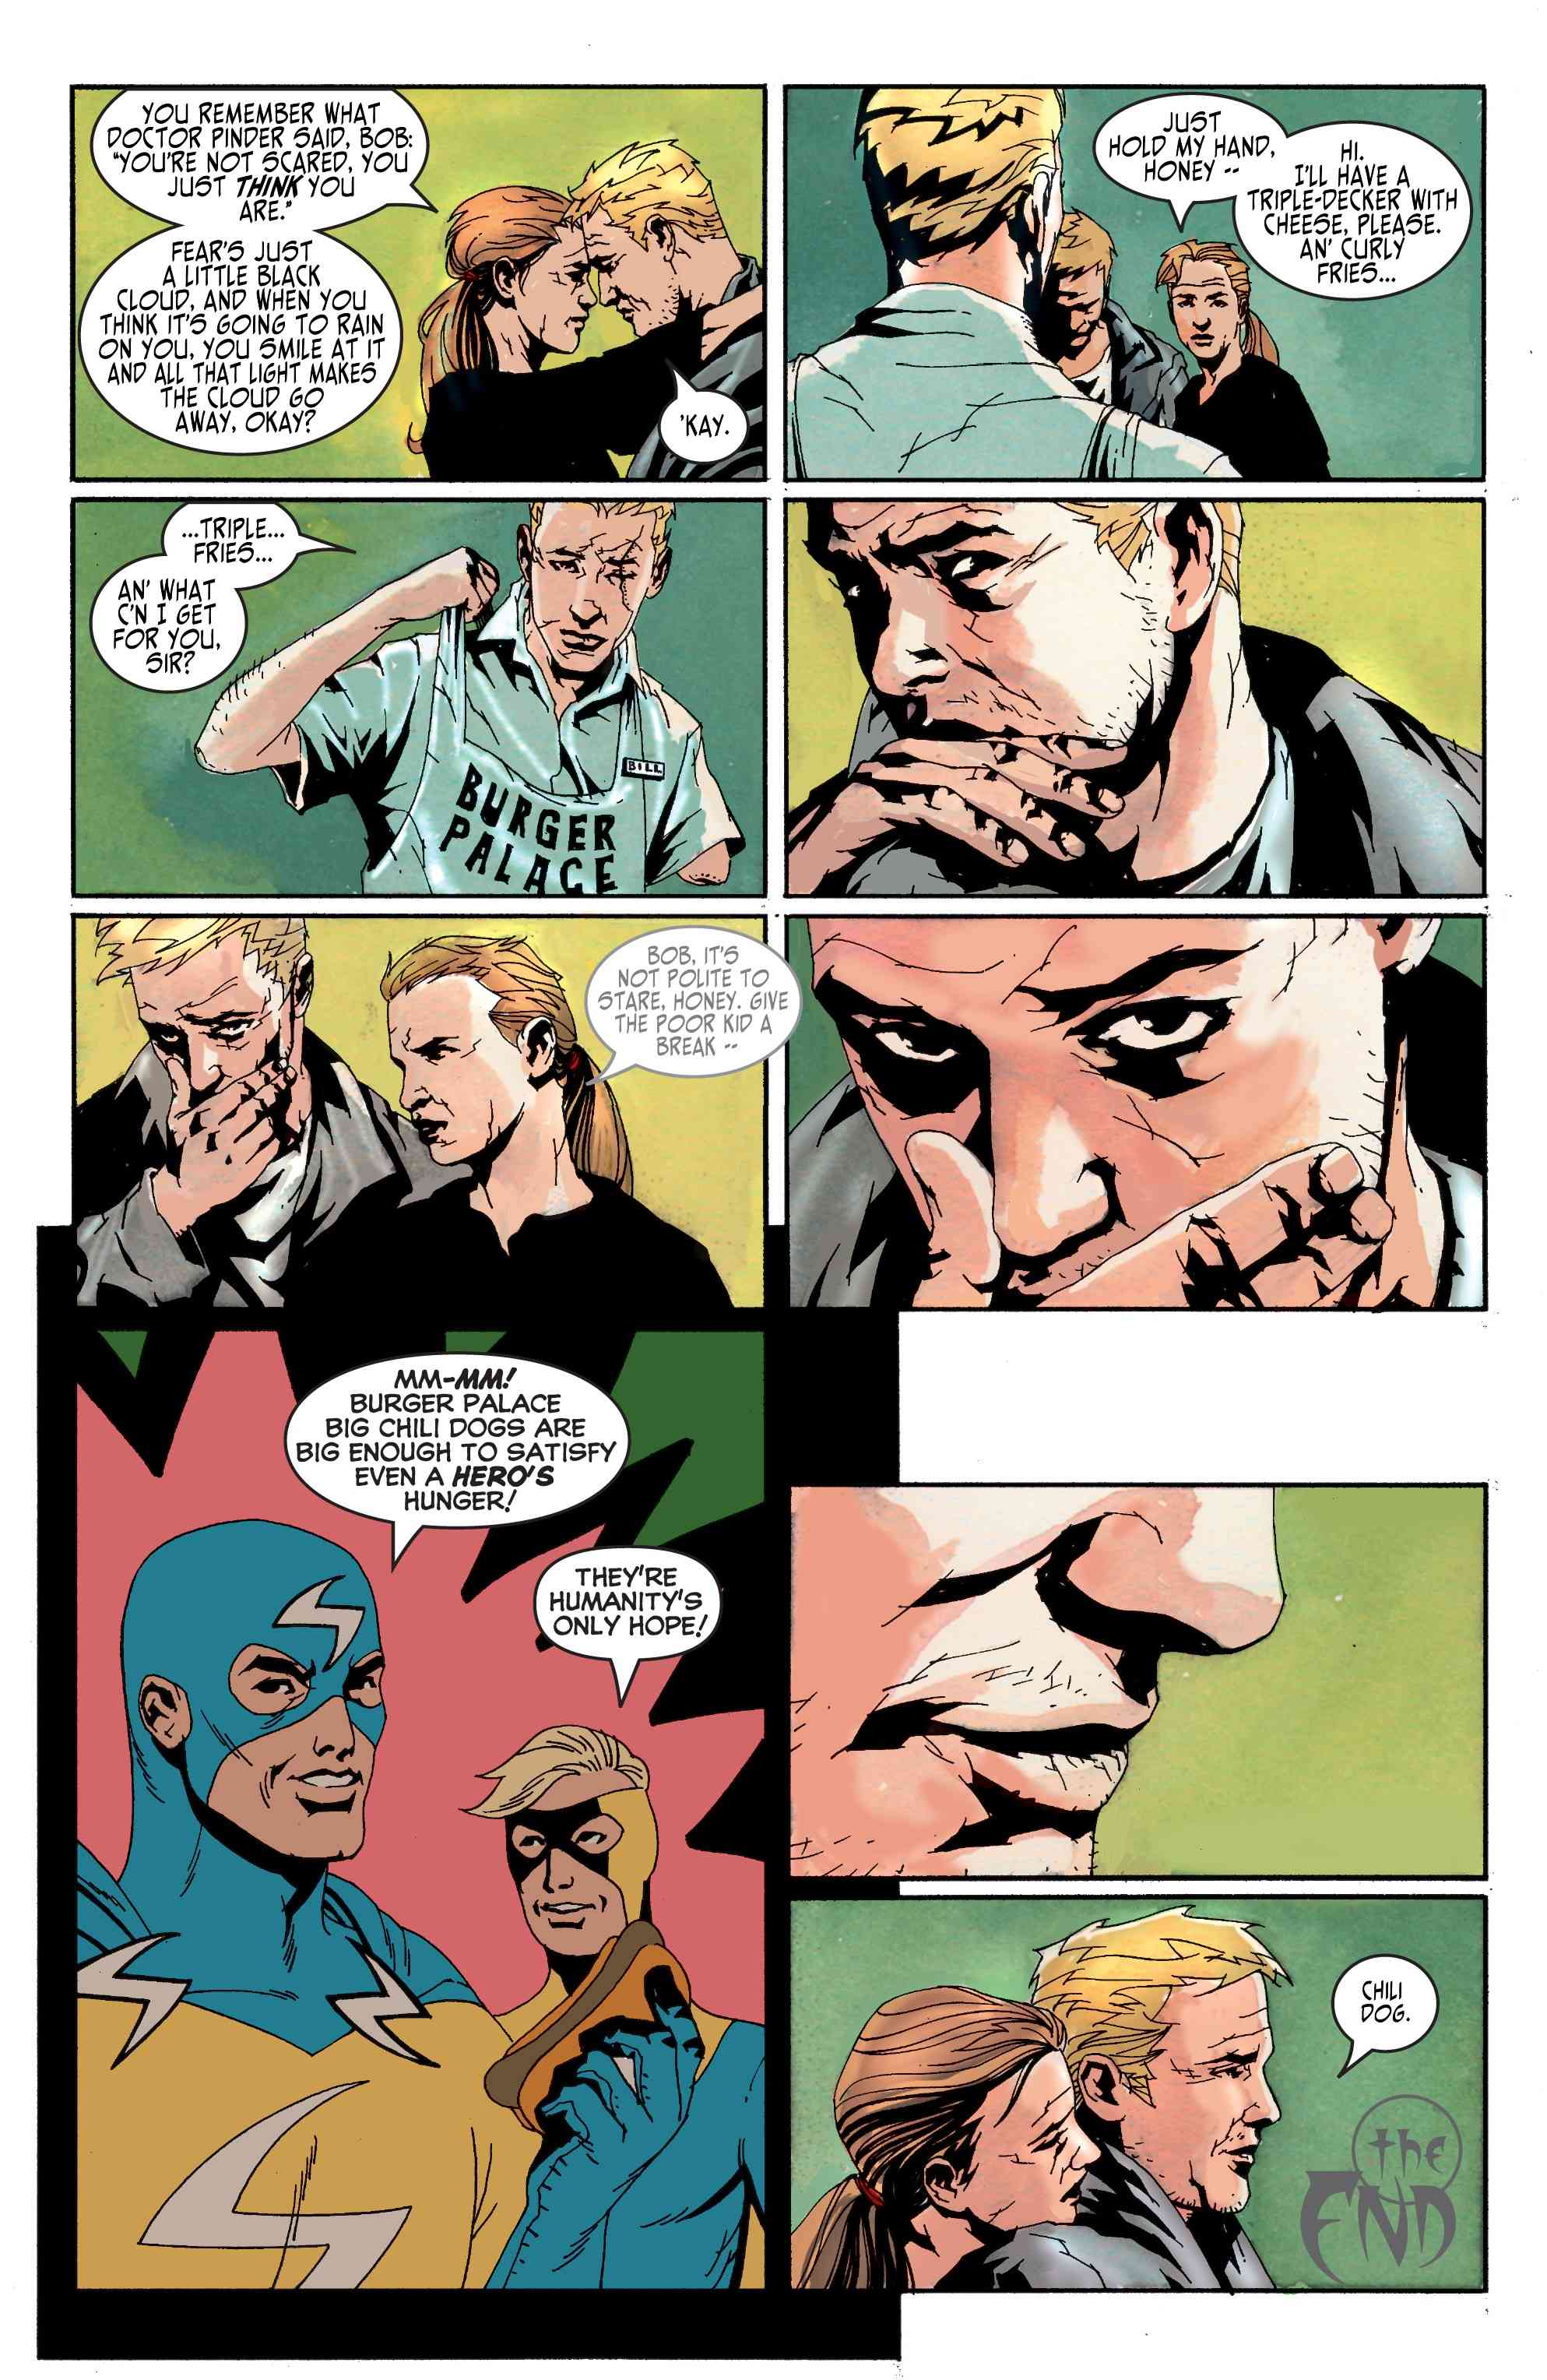 YOU REMEMBER WHAT
DOCTOR PINDER SAID, BOB:
"YOU'RE NOT SCARED, YOU
JUST THINK YOU
ARE."
FEAR'S JUST
A LITTLE BLACK
CLOUD, AND WHEN YOU
THINK IT'S GOING TO RAIN
ON YOU, YOU SMILE AT IT
AND ALL THAT LIGHT MAKES
THE CLOUD GO
AWAY, OKAY?
'KAY.
JUST
HOLD MY HAND,
HONEY --
HI.
I'LL HAVE A
TRIPLE-DECKER WITH
CHEESE, PLEASE.
AN' CURLY
FRIES...
...TRIPLE...
FRIES...
AN' WHAT
C'N I GET
FOR YOU,
SIR?
BILL
BURGER
PALACE
BOB, IT'S
NOT POLITE TO
STARE, HONEY. GIVE
THE POOR KID A
BREAK --
MM-MM!
BURGER PALACE
BIG CHILI DOGS ARE
BIG ENOUGH TO SATISFY
EVEN A HERO'S
HUNGER!
THEY'RE
HUMANITY'S
ONLY HOPE!
CHILI
DOG.
the
END